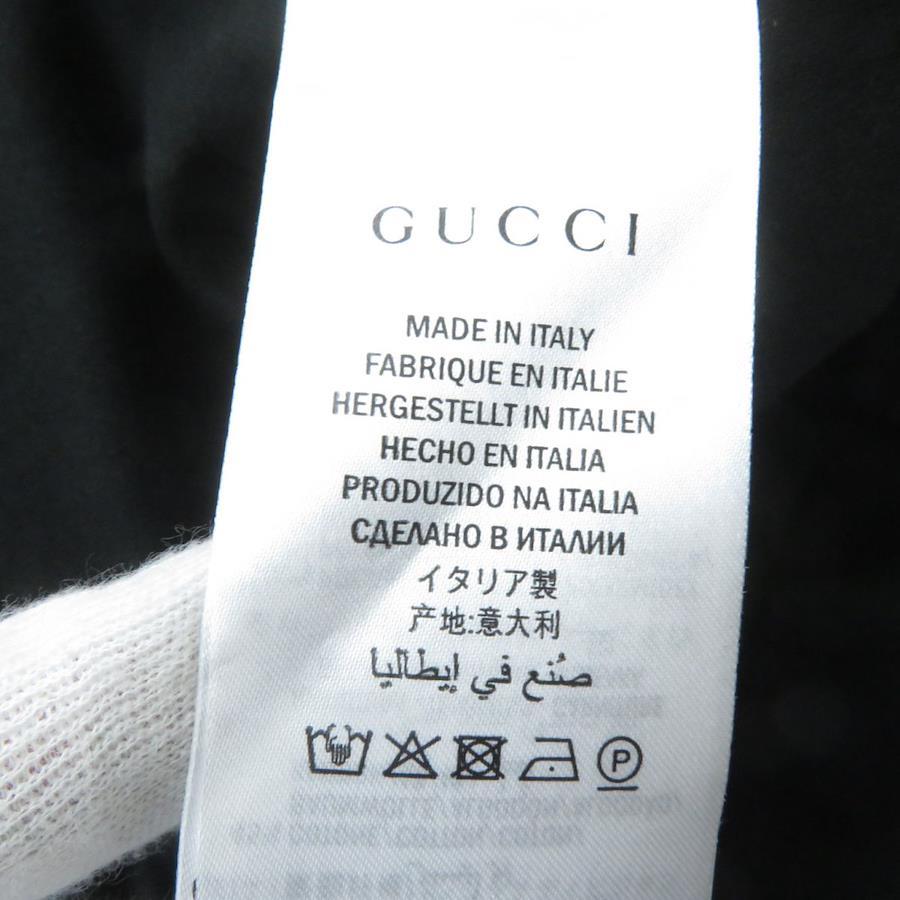 GUCCI
MADE IN ITALY
FABRIQUE EN ITALIE
HERGESTELLT IN ITALIEN
HECHO EN ITALIA
PRODUZIDO NA ITALIA
СДЕЛАНО В ИТАЛИИ
イタリア製
产地:意大利
صُنع في إيطاليا
P